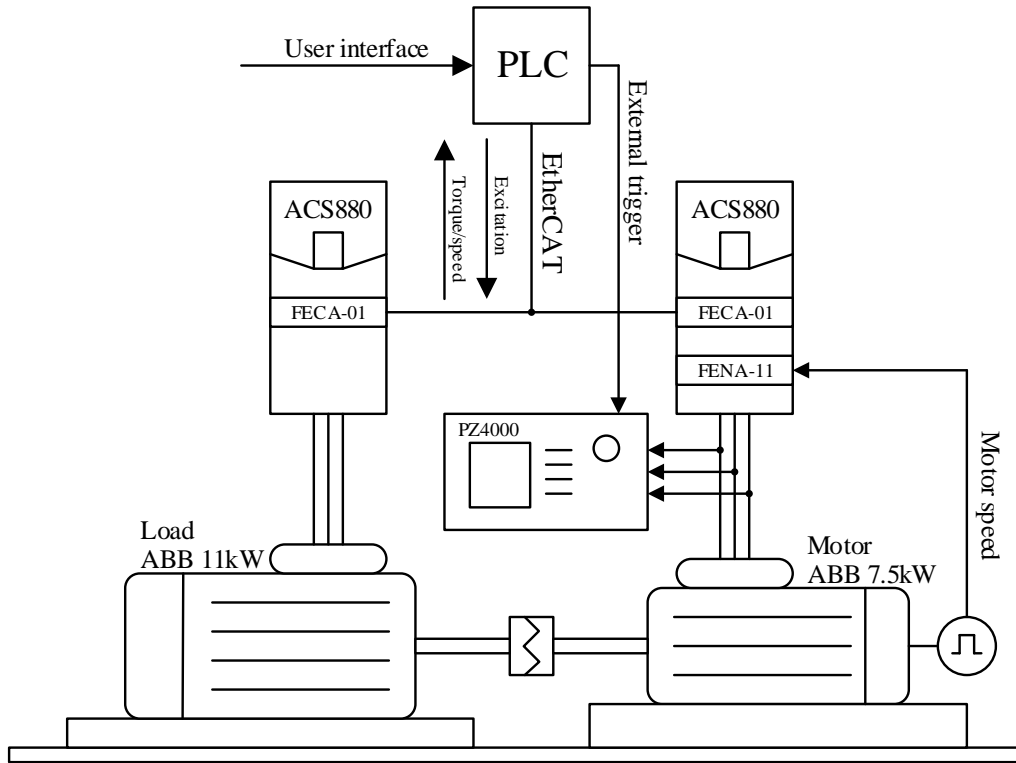 User interface
PLC
External trigger
EtherCAT
Excitation
Torque/speed
ACS880
ACS880
FECA-01
FECA-01
FENA-11
PZ4000
Motor speed
Load
ABB 11kW
Motor
ABB 7.5kW